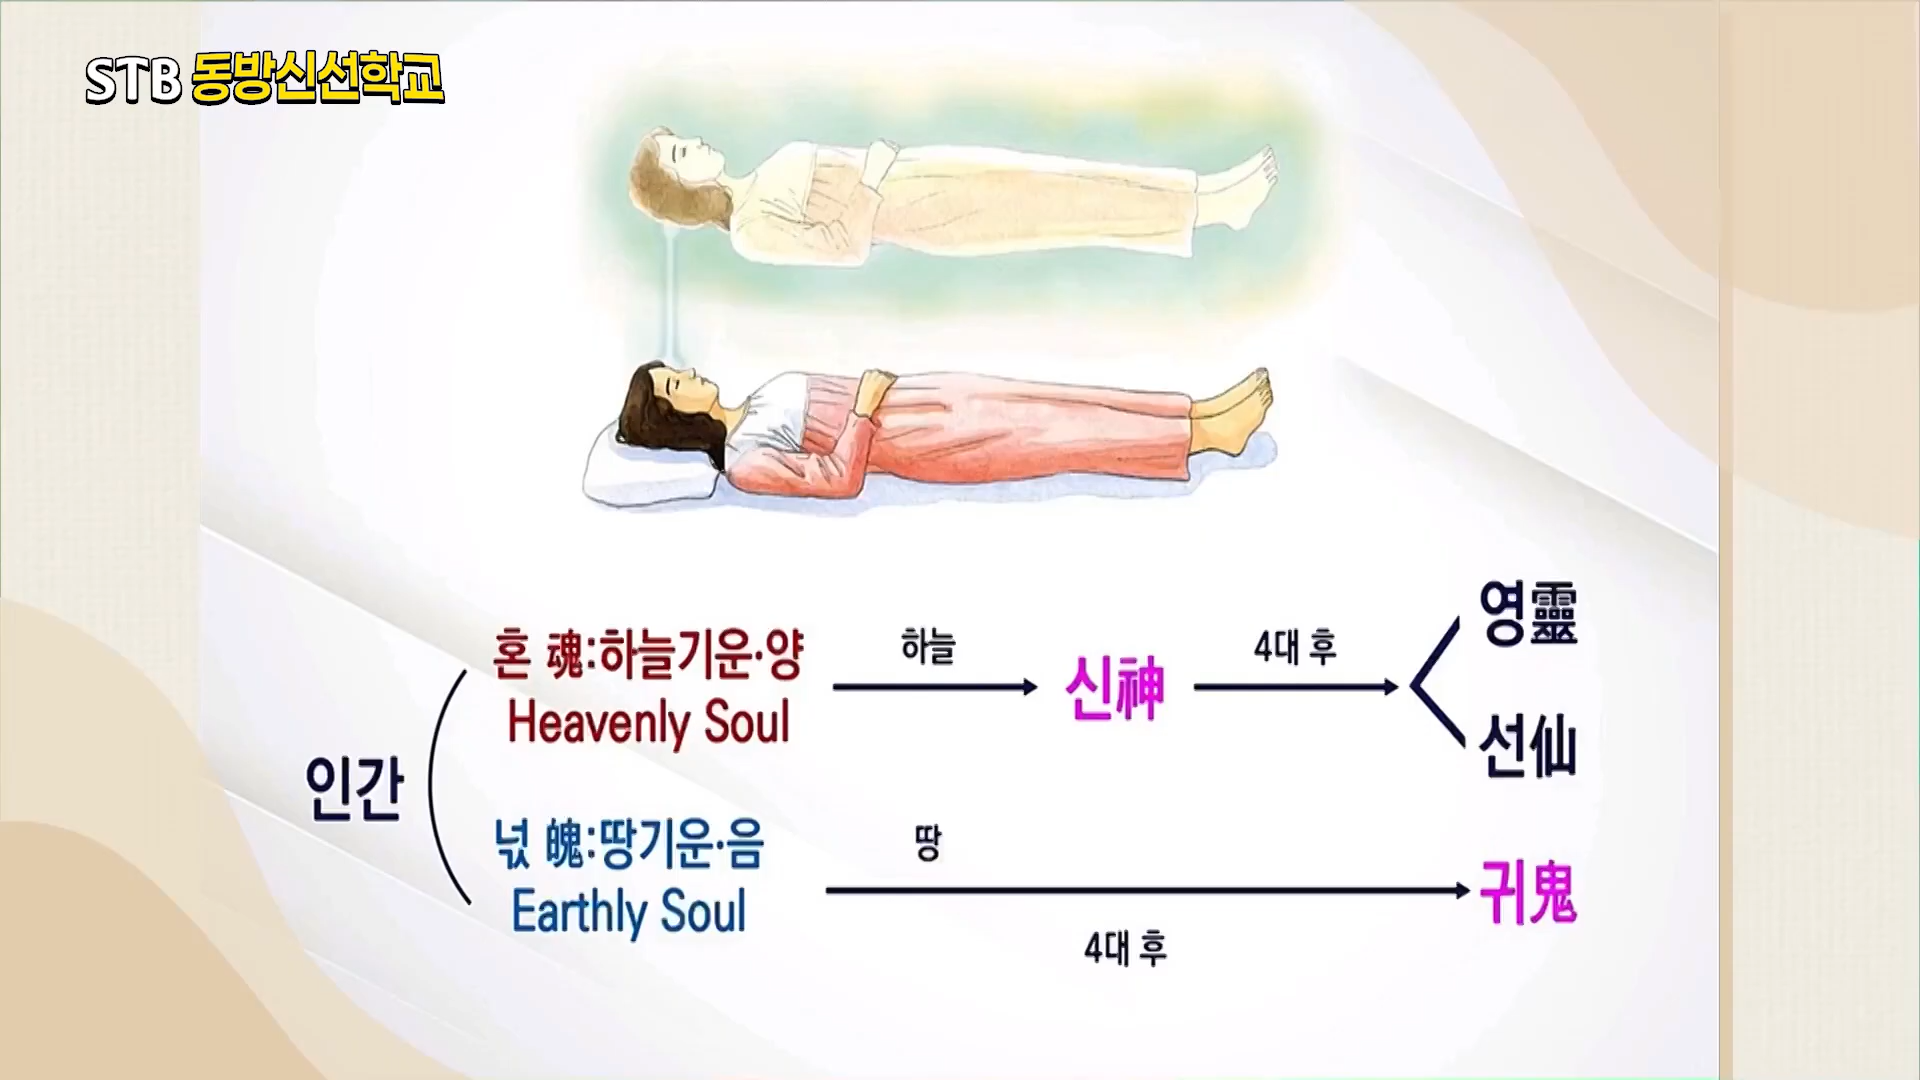 STB 동방신선학교
인간
혼 魂:하늘기운·양
Heavenly Soul
하늘
신神
4대 후
영靈
선仙
넋 魄:땅기운·음
Earthly Soul
땅
4대 후
귀鬼